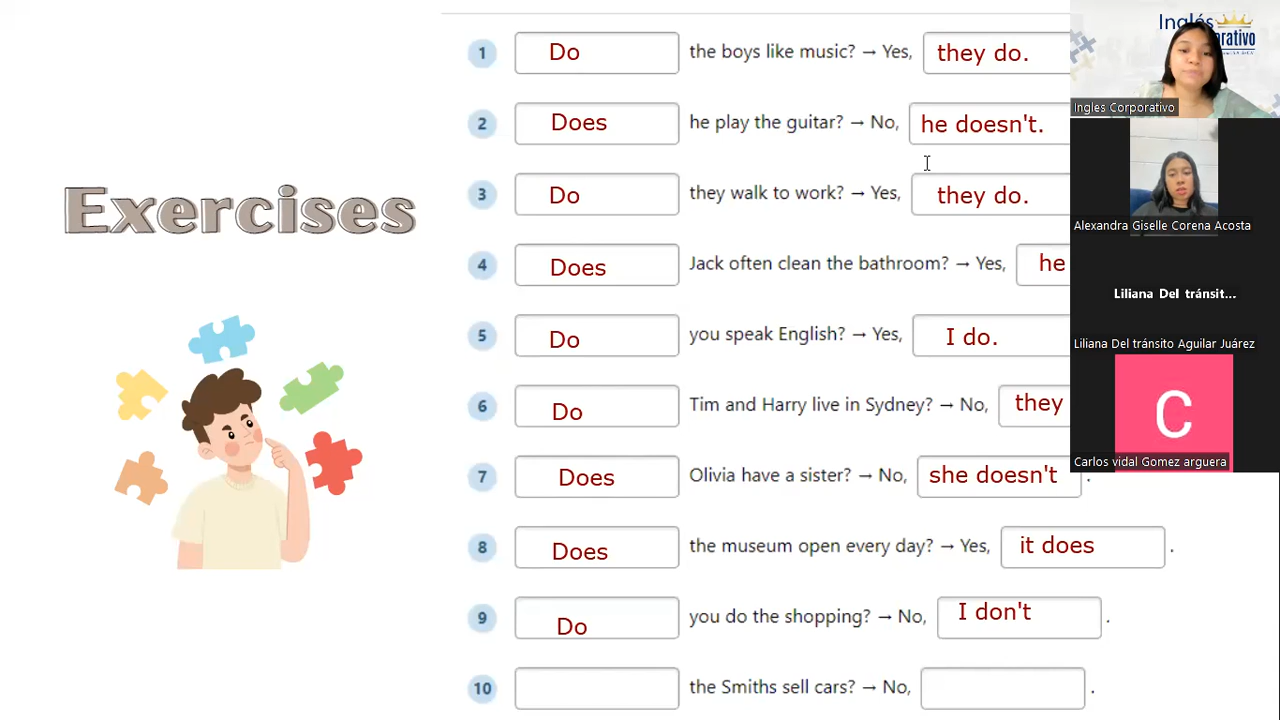 Exercises
1 Do the boys like music? → Yes, they do.
2 Does he play the guitar? → No, he doesn't.
3 Do they walk to work? → Yes, they do.
4 Does Jack often clean the bathroom? → Yes, he
5 Do you speak English? → Yes, I do.
6 Do Tim and Harry live in Sydney? → No, they
7 Does Olivia have a sister? → No, she doesn't.
8 Does the museum open every day? → Yes, it does.
9 Do you do the shopping? → No, I don't.
10 the Smiths sell cars? → No, .
Inglés
Ingles Corporativo
Alexandra Giselle Corena Acosta
Liliana Del tránsit...
Liliana Del tránsito Aguilar Juárez
C
Carlos vidal Gomez arguera